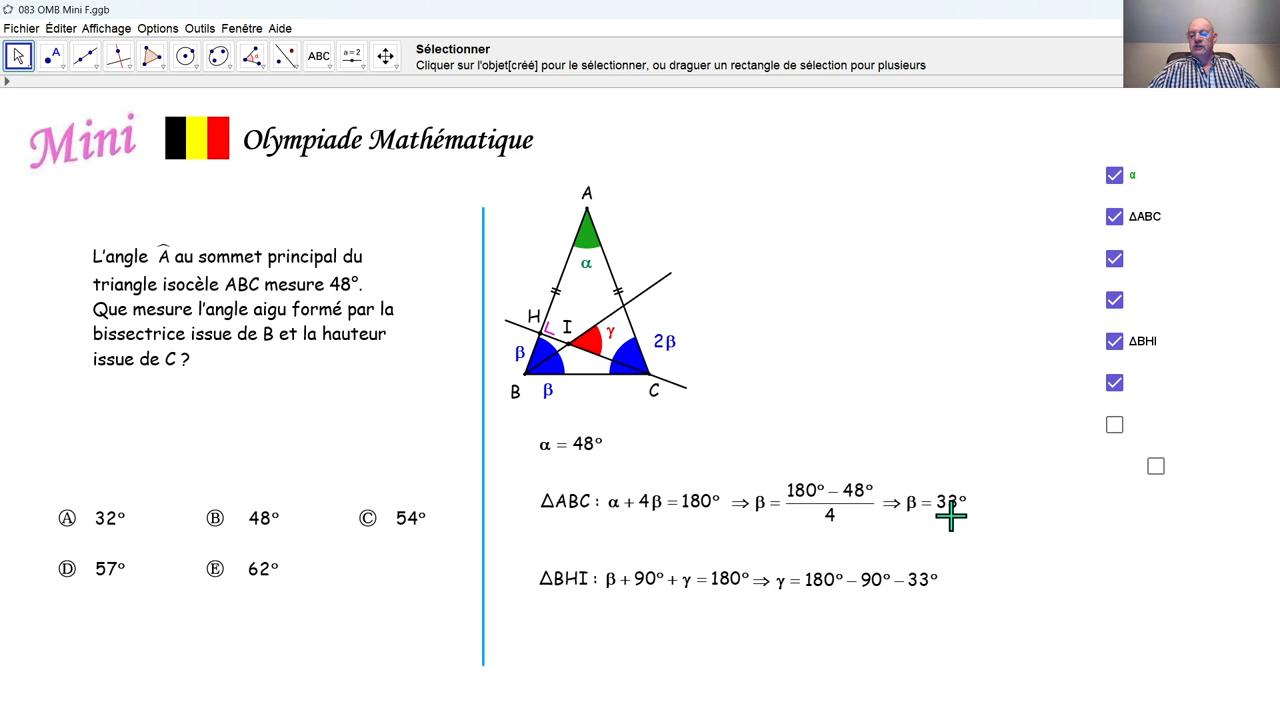 083 OMB Mini F.ggb
Fichier Éditer Affichage Options Outils Fenêtre Aide
A
ABC
a=2
Sélectionner
Cliquer sur l'objet[créé] pour le sélectionner, ou draguer un rectangle de sélection pour plusieurs
Mini
Olympiade Mathématique
L'angle Â au sommet principal du
triangle isocèle ABC mesure 48°.
Que mesure l'angle aigu formé par la
bissectrice issue de B et la hauteur
issue de C ?
Ⓐ 32° Ⓑ 48° Ⓒ 54°
Ⓓ 57° Ⓔ 62°
A
α
H
I
γ
β
2β
B
β
C
α = 48°
ΔABC : α + 4β = 180° ⇒ β = (180° − 48°)/4 ⇒ β = 33°
ΔBHI : β + 90° + γ = 180° ⇒ γ = 180° − 90° − 33°
α
ΔABC
ΔBHI